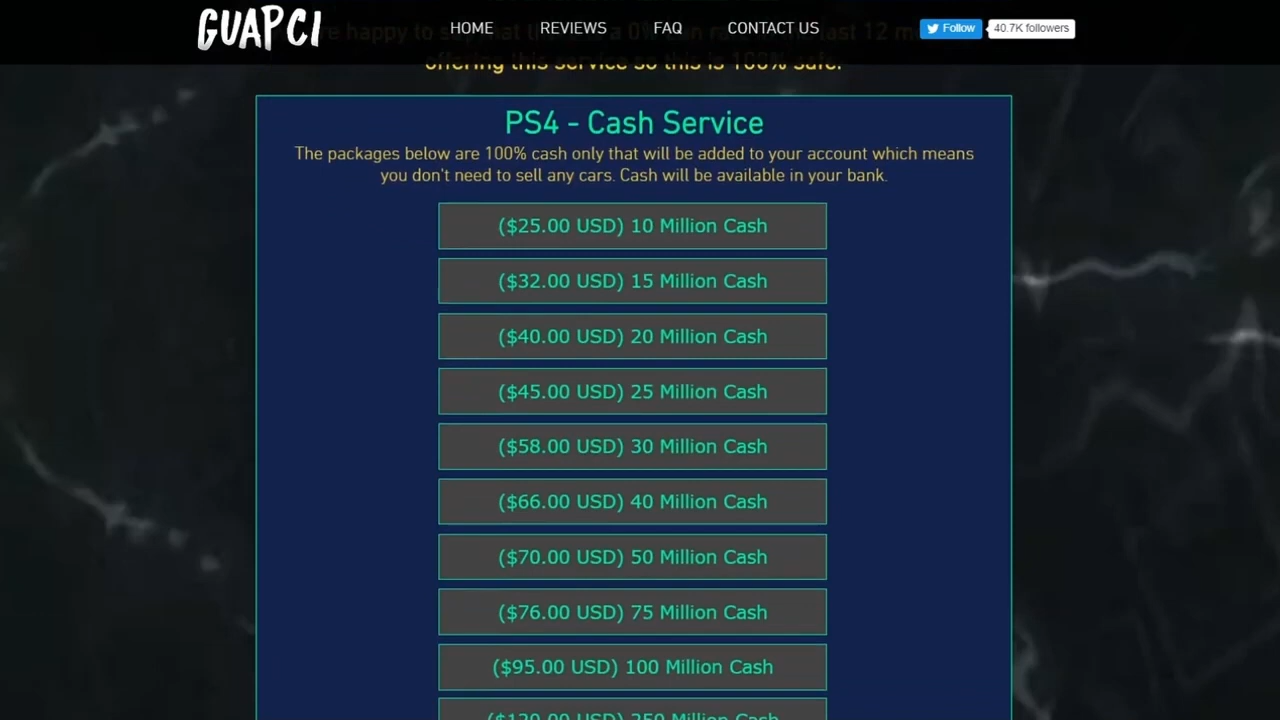 GUAPCI
HOME
REVIEWS
FAQ
CONTACT US
Follow
40.7K followers
happy to
offering this service so this is 100% safe.
PS4 - Cash Service
The packages below are 100% cash only that will be added to your account which means
you don't need to sell any cars. Cash will be available in your bank.
($25.00 USD) 10 Million Cash
($32.00 USD) 15 Million Cash
($40.00 USD) 20 Million Cash
($45.00 USD) 25 Million Cash
($58.00 USD) 30 Million Cash
($66.00 USD) 40 Million Cash
($70.00 USD) 50 Million Cash
($76.00 USD) 75 Million Cash
($95.00 USD) 100 Million Cash
Million Cash